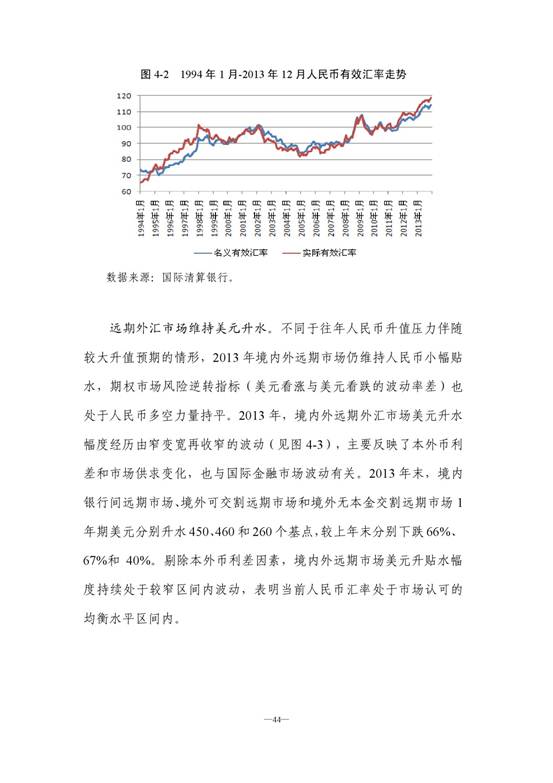 图 4-2 1994 年 1 月-2013 年 12 月人民币有效汇率走势
120
110
100
90
80
70
60
1994年1月
1995年1月
1996年1月
1997年1月
1998年1月
1999年1月
2000年1月
2001年1月
2002年1月
2003年1月
2004年1月
2005年1月
2006年1月
2007年1月
2008年1月
2009年1月
2010年1月
2011年1月
2012年1月
2013年1月
名义有效汇率 实际有效汇率
数据来源：国际清算银行。
远期外汇市场维持美元升水。不同于往年人民币升值压力伴随
较大升值预期的情形，2013 年境内外远期市场仍维持人民币小幅贴
水，期权市场风险逆转指标（美元看涨与美元看跌的波动率差）也
处于人民币多空力量持平。2013 年，境内外远期外汇市场美元升水
幅度经历由窄变宽再收窄的波动（见图 4-3），主要反映了本外币利
差和市场供求变化，也与国际金融市场波动有关。2013 年末，境内
银行间远期市场、境外可交割远期市场和境外无本金交割远期市场 1
年期美元分别升水 450、460 和 260 个基点，较上年末分别下跌 66%、
67%和 40%。剔除本外币利差因素，境内外远期市场美元升贴水幅
度持续处于较窄区间内波动，表明当前人民币汇率处于市场认可的
均衡水平区间内。
—44—